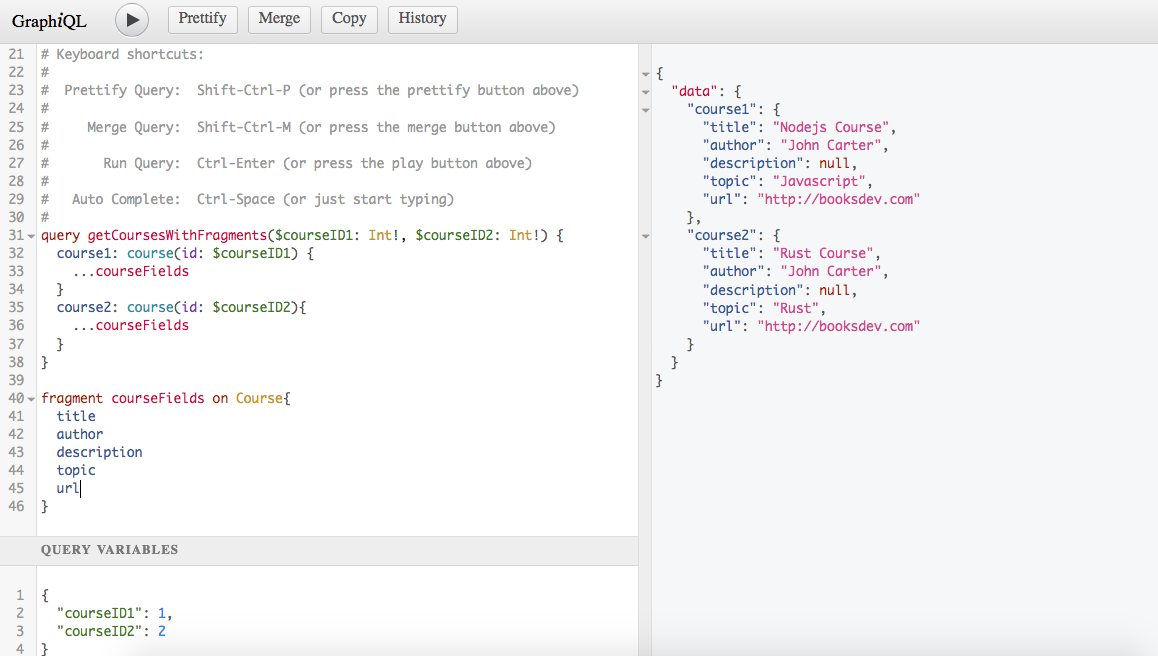 GraphiQL Prettify Merge Copy History
21 # Keyboard shortcuts:
22 #
23 #  Prettify Query:  Shift-Ctrl-P (or press the prettify button above)
24 #
25 #     Merge Query:  Shift-Ctrl-M (or press the merge button above)
26 #
27 #       Run Query:  Ctrl-Enter (or press the play button above)
28 #
29 #   Auto Complete:  Ctrl-Space (or just start typing)
30 #
31 query getCoursesWithFragments($courseID1: Int!, $courseID2: Int!) {
32   course1: course(id: $courseID1) {
33     ...courseFields
34   }
35   course2: course(id: $courseID2){
36     ...courseFields
37   }
38 }
39
40 fragment courseFields on Course{
41   title
42   author
43   description
44   topic
45   url
46 }
QUERY VARIABLES
1 {
2   "courseID1": 1,
3   "courseID2": 2
4 }
{
  "data": {
    "course1": {
      "title": "Nodejs Course",
      "author": "John Carter",
      "description": null,
      "topic": "Javascript",
      "url": "http://booksdev.com"
    },
    "course2": {
      "title": "Rust Course",
      "author": "John Carter",
      "description": null,
      "topic": "Rust",
      "url": "http://booksdev.com"
    }
  }
}